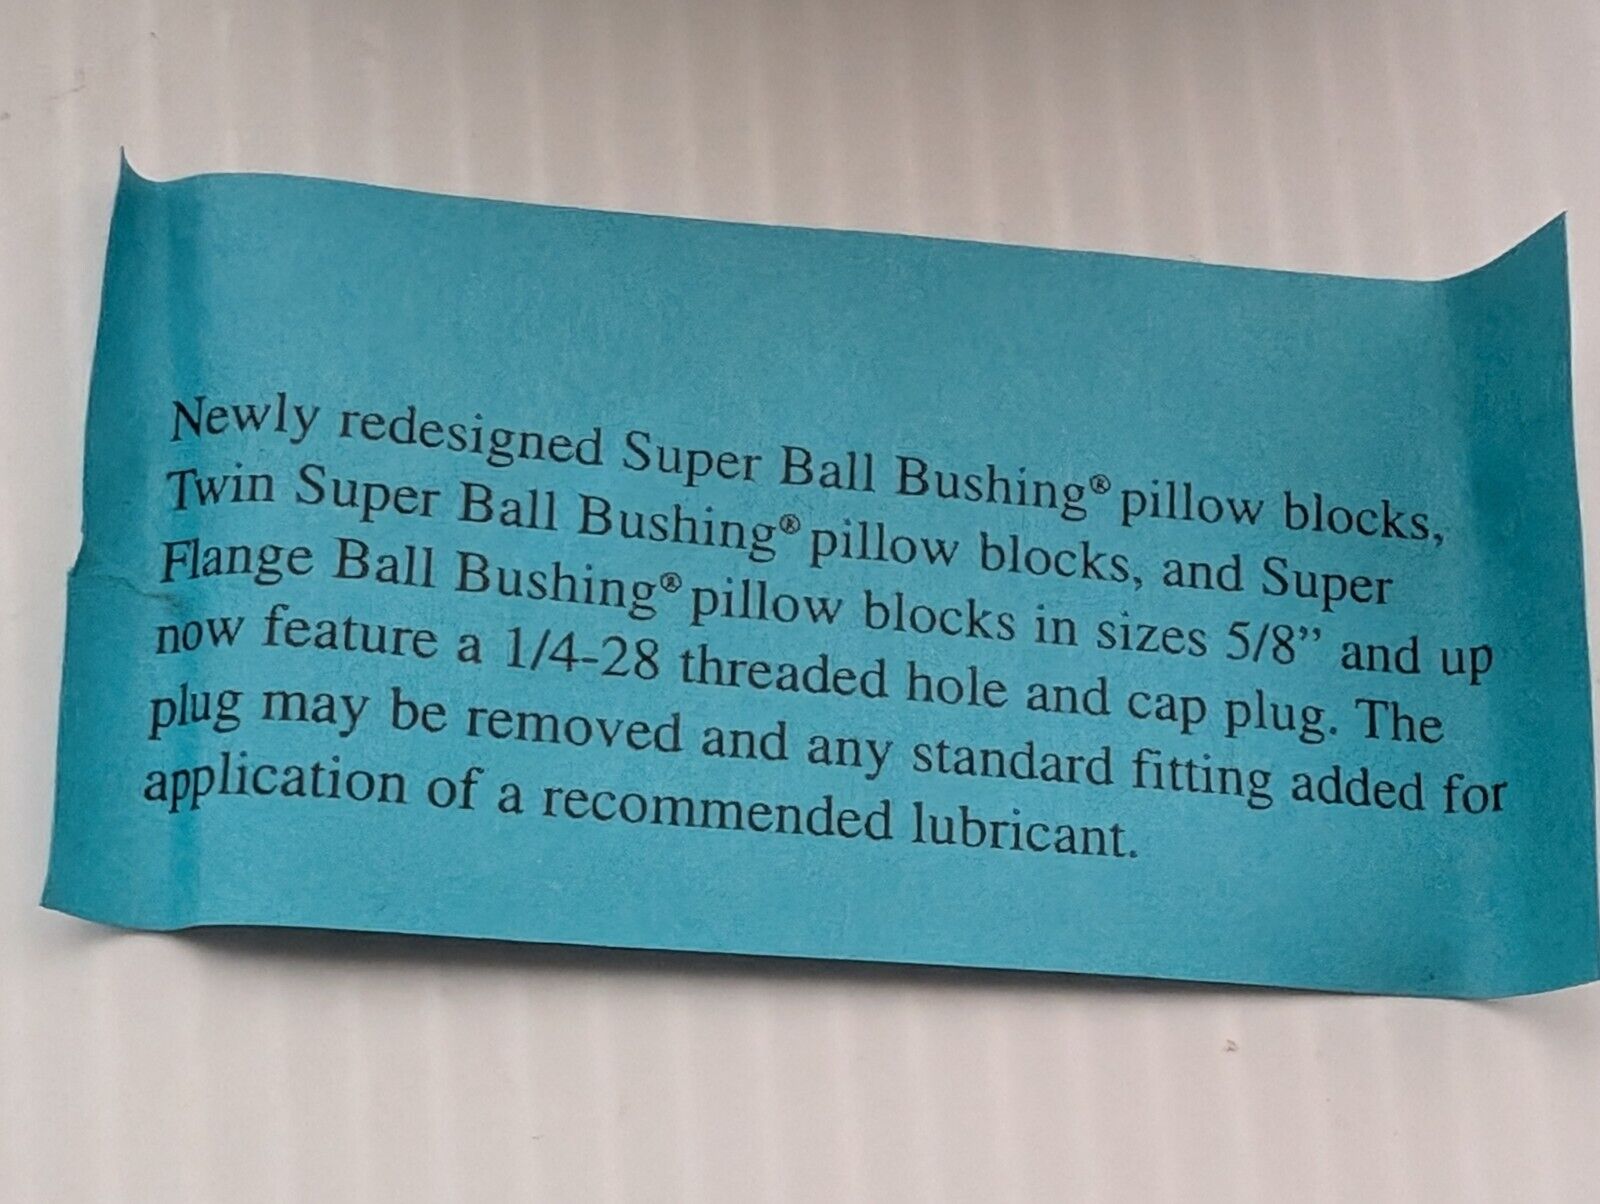 Newly redesigned Super Ball Bushing® pillow blocks,
Twin Super Ball Bushing® pillow blocks, and Super
Flange Ball Bushing® pillow blocks in sizes 5/8” and up
now feature a 1/4-28 threaded hole and cap plug. The
plug may be removed and any standard fitting added for
application of a recommended lubricant.